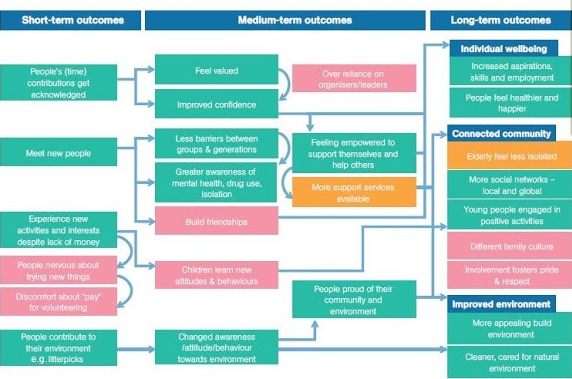 Short-term outcomes
Medium-term outcomes
Long-term outcomes
People's (time)
contributions get
acknowledged
Feel valued
Improved confidence
Over reliance on
organisers/leaders
Individual wellbeing
Increased aspirations,
skills and employment
People feel healthier and
happier
Meet new people
Less barriers between
groups & generations
Greater awareness of
mental health, drug use,
isolation
Build friendships
Feeling empowered to
support themselves and
help others
More support services
available
Connected community
Elderly feel less isolated
More social networks –
local and global
Young people engaged in
positive activities
Different family culture
Involvement fosters pride
& respect
Experience new
activities and interests
despite lack of money
People nervous about
trying new things
Discomfort about "pay"
for volunteering
Children learn new
attitudes & behaviours
People proud of their
community and
environment
People contribute to
their environment
e.g. litterpicks
Changed awareness
/attitude/behaviour
towards environment
Improved environment
More appealing build
environment
Cleaner, cared for natural
environment